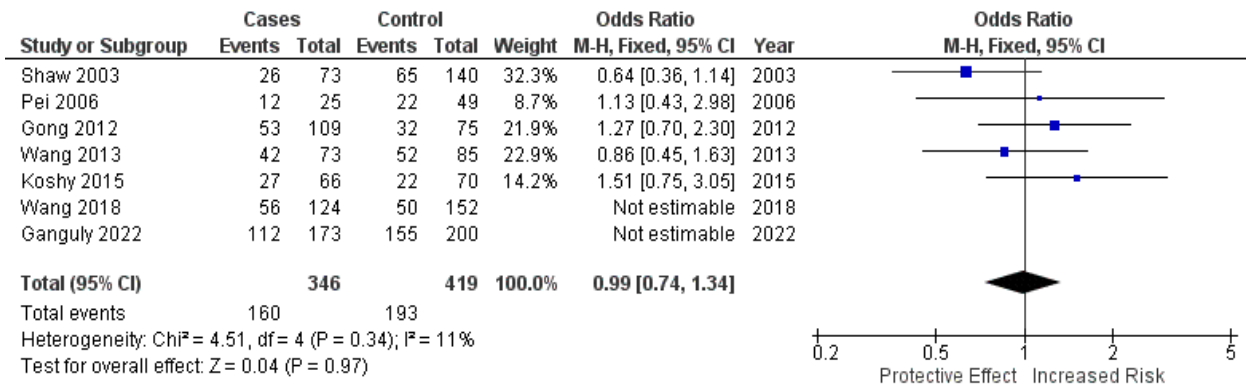 Cases Control Odds Ratio Odds Ratio
Study or Subgroup Events Total Events Total Weight M-H, Fixed, 95% CI Year M-H, Fixed, 95% CI
Shaw 2003 26 73 65 140 32.3% 0.64 [0.36, 1.14] 2003
Pei 2006 12 25 22 49 8.7% 1.13 [0.43, 2.98] 2006
Gong 2012 53 109 32 75 21.9% 1.27 [0.70, 2.30] 2012
Wang 2013 42 73 52 85 22.9% 0.86 [0.45, 1.63] 2013
Koshy 2015 27 66 22 70 14.2% 1.51 [0.75, 3.05] 2015
Wang 2018 56 124 50 152 Not estimable 2018
Ganguly 2022 112 173 155 200 Not estimable 2022
Total (95% CI) 346 419 100.0% 0.99 [0.74, 1.34]
Total events 160 193
Heterogeneity: Chi² = 4.51, df = 4 (P = 0.34); I² = 11%
Test for overall effect: Z = 0.04 (P = 0.97)
0.2 0.5 1 2 5
Protective Effect Increased Risk